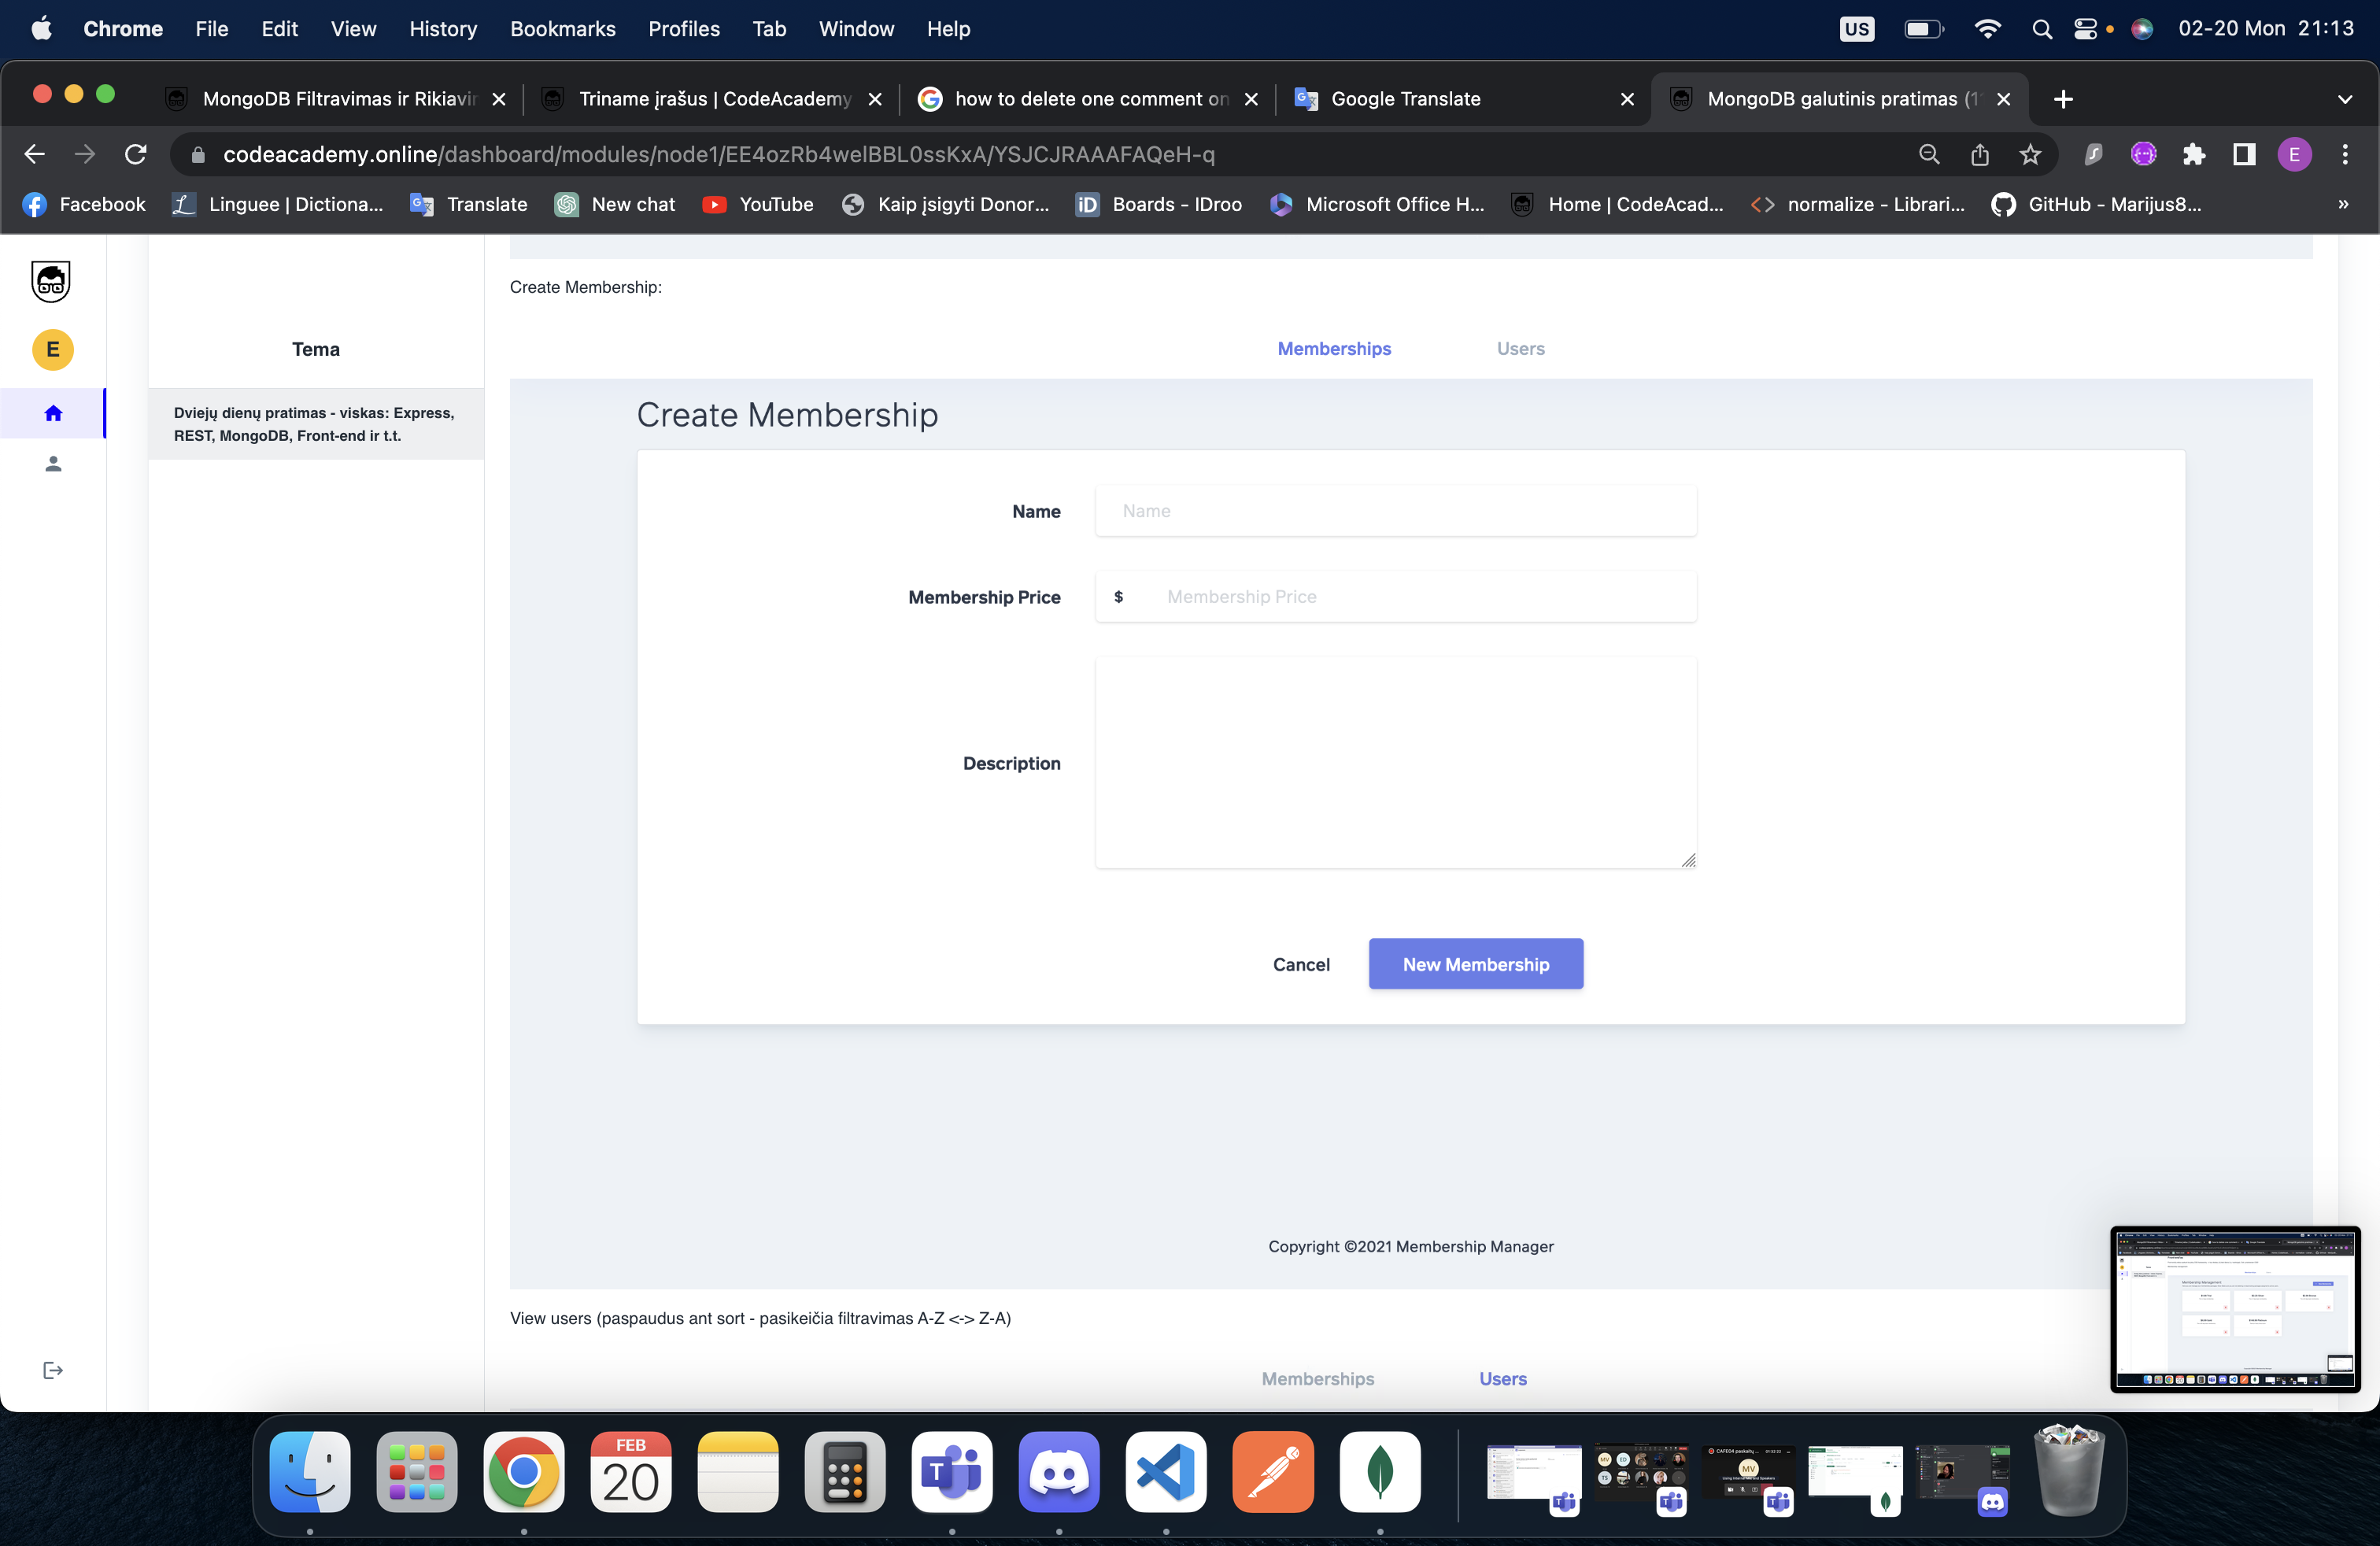 Chrome File Edit View History Bookmarks Profiles Tab Window Help US 02-20 Mon 21:13
MongoDB Filtravimas ir Rikiavi Triname įrašus | CodeAcademy how to delete one comment on Google Translate MongoDB galutinis pratimas (1
codeacademy.online/dashboard/modules/node1/EE4ozRb4welBBL0ssKxA/YSJCJRAAAFAQeH-q E
Facebook Linguee | Dictiona... Translate New chat YouTube Kaip įsigyti Donor... iD Boards - IDroo Microsoft Office H... Home | CodeAcad... normalize - Librari... GitHub - Marijus8... »
Create Membership:
E
Tema
Memberships Users
Dviejų dienų pratimas - viskas: Express,
REST, MongoDB, Front-end ir t.t.
Create Membership
Name Name
Membership Price $ Membership Price
Description
Cancel New Membership
Copyright ©2021 Membership Manager
View users (paspaudus ant sort - pasikeičia filtravimas A-Z <-> Z-A)
Memberships Users
FEB
20